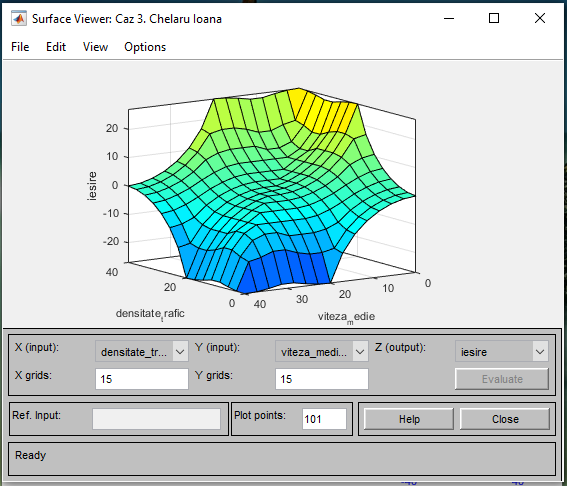 Surface Viewer: Caz 3. Chelaru Ioana
File Edit View Options
20
10
0
-10
-20
iesire
40
20
0
densitate_trafic
40
30
20
10
0
viteza_medie
X (input): densitate_tr... Y (input): viteza_medi... Z (output): iesire
X grids: 15 Y grids: 15 Evaluate
Ref. Input: Plot points: 101 Help Close
Ready